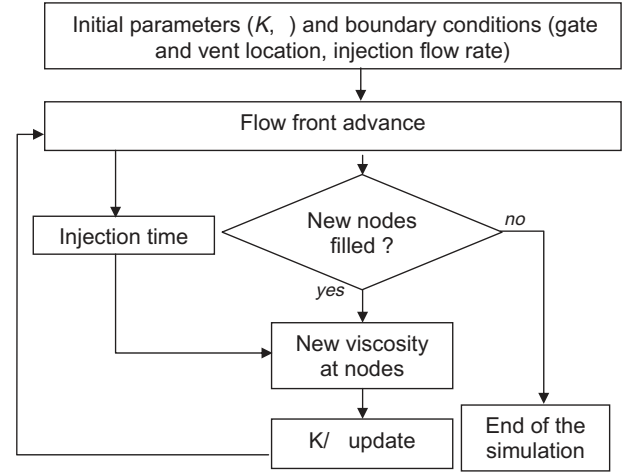 Initial parameters (K, ) and boundary conditions (gate
and vent location, injection flow rate)
Flow front advance
Injection time
New nodes
filled ?
no
yes
New viscosity
at nodes
K/ update
End of the
simulation